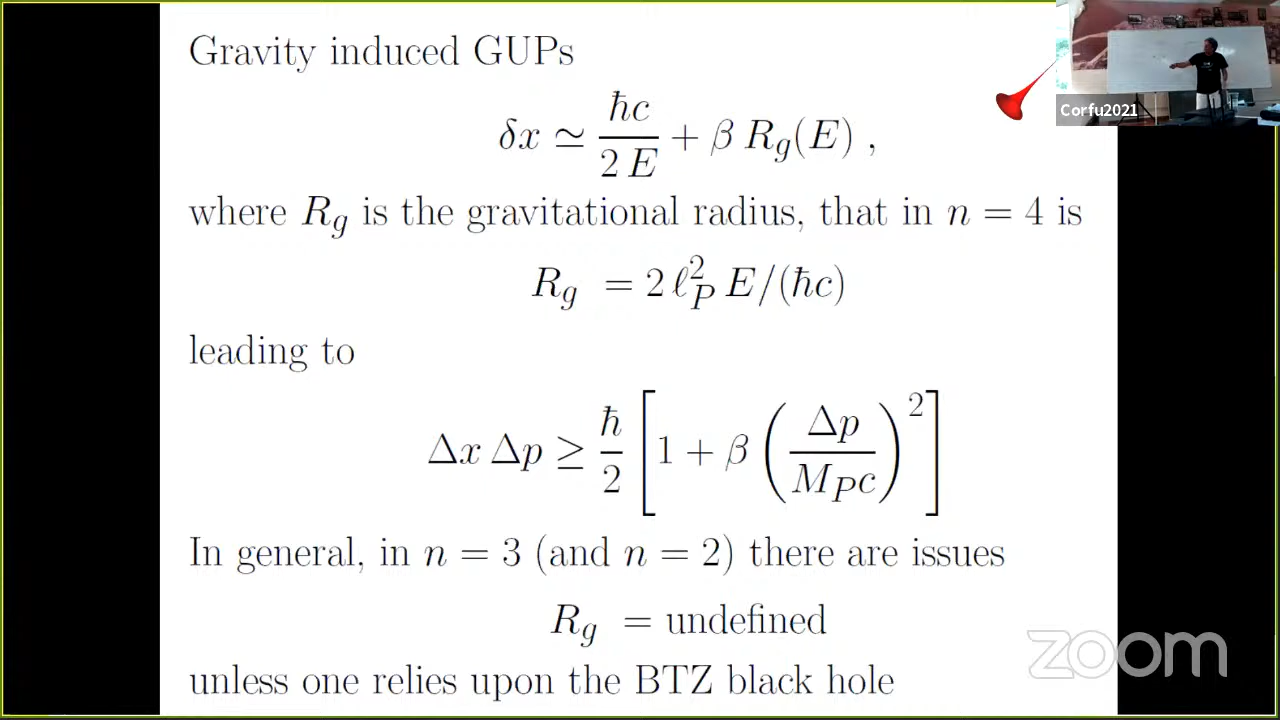 Gravity induced GUPs
δx ≃ ħc / 2 E + β R_g(E) ,
where R_g is the gravitational radius, that in n = 4 is
R_g = 2 ℓ_P^2 E/(ħc)
leading to
Δx Δp ≥ ħ/2 [1 + β (Δp / M_P c)^2]
In general, in n = 3 (and n = 2) there are issues
R_g = undefined
unless one relies upon the BTZ black hole
Corfu2021
zoom